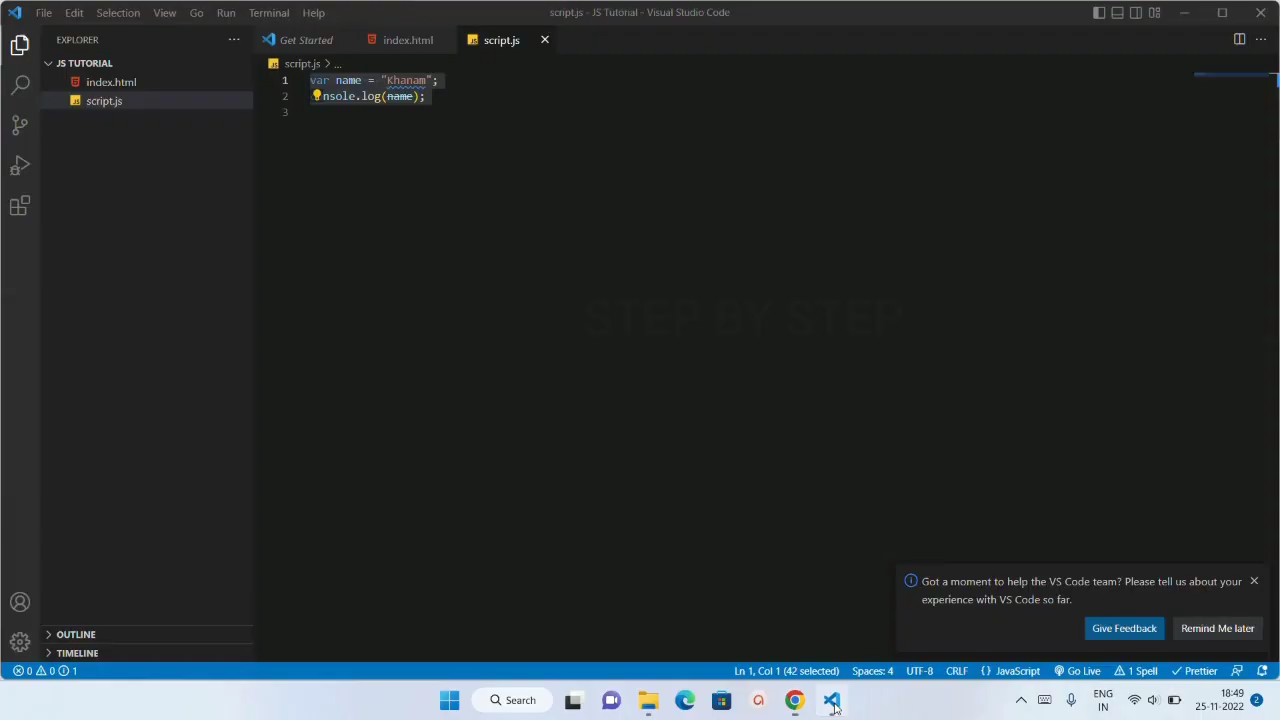 File Edit Selection View Go Run Terminal Help
script.js - JS Tutorial - Visual Studio Code
EXPLORER
Get Started
index.html
script.js
JS TUTORIAL
index.html
script.js
script.js > ...
1 var name = "Khanam";
2 nsole.log(name);
3
STEP BY STEP
Got a moment to help the VS Code team? Please tell us about your
experience with VS Code so far.
Give Feedback
Remind Me later
OUTLINE
TIMELINE
0 0 1
Ln 1, Col 1 (42 selected) Spaces: 4 UTF-8 CRLF {} JavaScript Go Live 1 Spell Prettier
Search
ENG
IN
18:49
25-11-2022
2